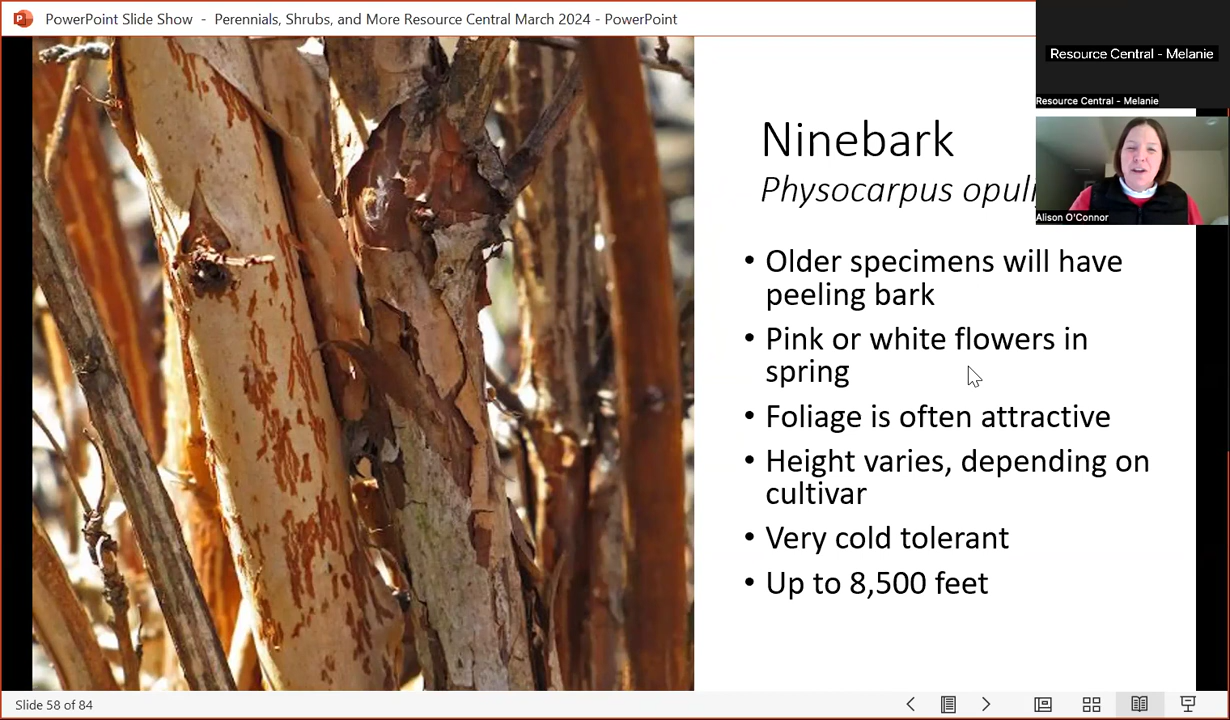 PowerPoint Slide Show - Perennials, Shrubs, and More Resource Central March 2024 - PowerPoint
Resource Central - Melanie
Resource Central - Melanie
Alison O'Connor
Ninebark
Physocarpus opuli
• Older specimens will have
peeling bark
• Pink or white flowers in
spring
• Foliage is often attractive
• Height varies, depending on
cultivar
• Very cold tolerant
• Up to 8,500 feet
Slide 58 of 84